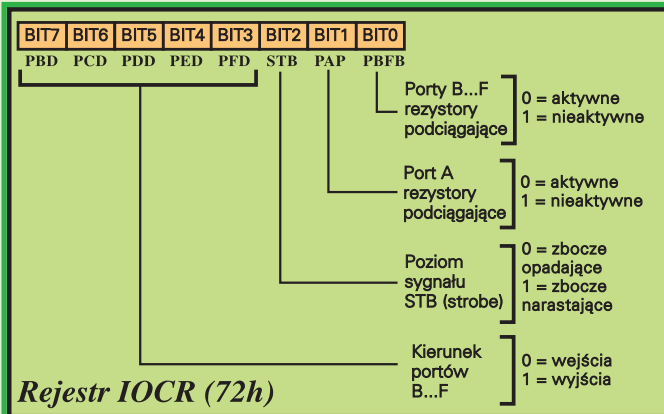 BIT7 BIT6 BIT5 BIT4 BIT3 BIT2 BIT1 BIT0
PBD PCD PDD PED PFD STB PAP PBFB
Porty B...F
rezystory
podciągające
0 = aktywne
1 = nieaktywne
Port A
rezystory
podciągające
0 = aktywne
1 = nieaktywne
Poziom
sygnału
STB (strobe)
0 = zbocze
opadające
1 = zbocze
narastające
Kierunek
portów
B...F
0 = wejścia
1 = wyjścia
Rejestr IOCR (72h)